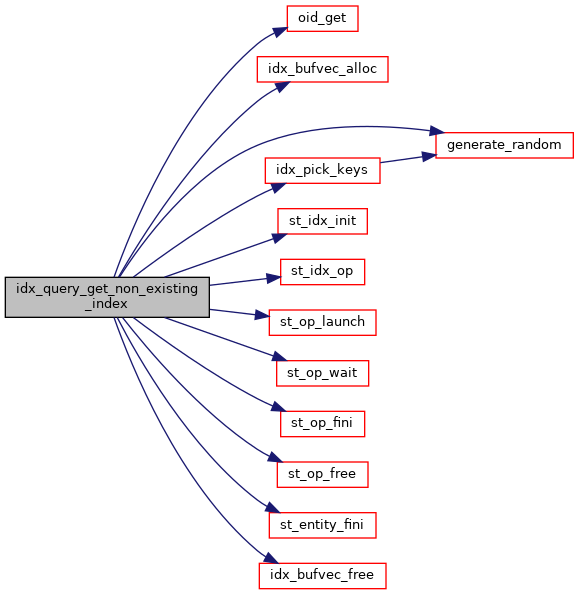 oid_get
idx_bufvec_alloc
generate_random
idx_pick_keys
st_idx_init
st_idx_op
idx_query_get_non_existing
_index
st_op_launch
st_op_wait
st_op_fini
st_op_free
st_entity_fini
idx_bufvec_free